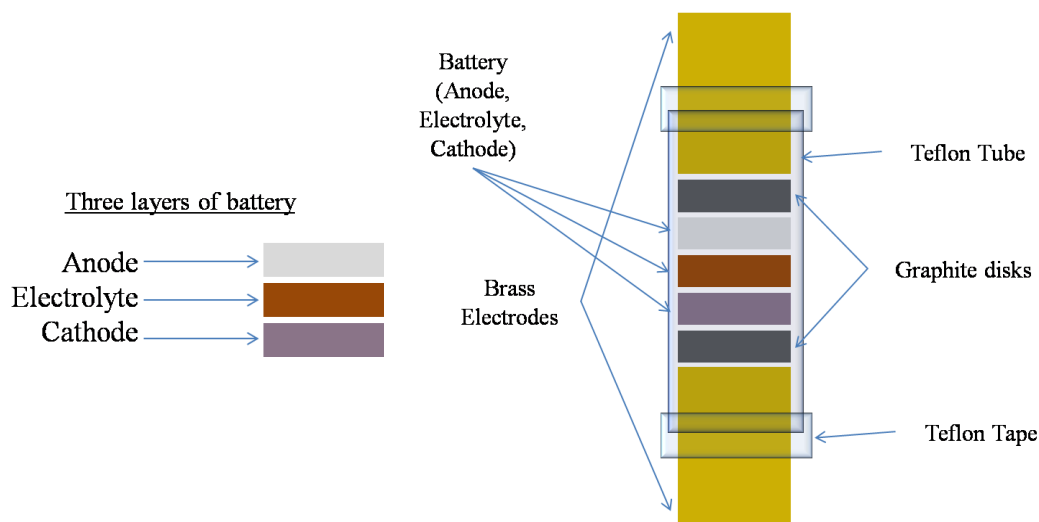 Three layers of battery
Anode
Electrolyte
Cathode
Battery
(Anode,
Electrolyte,
Cathode)
Brass
Electrodes
Teflon Tube
Graphite disks
Teflon Tape